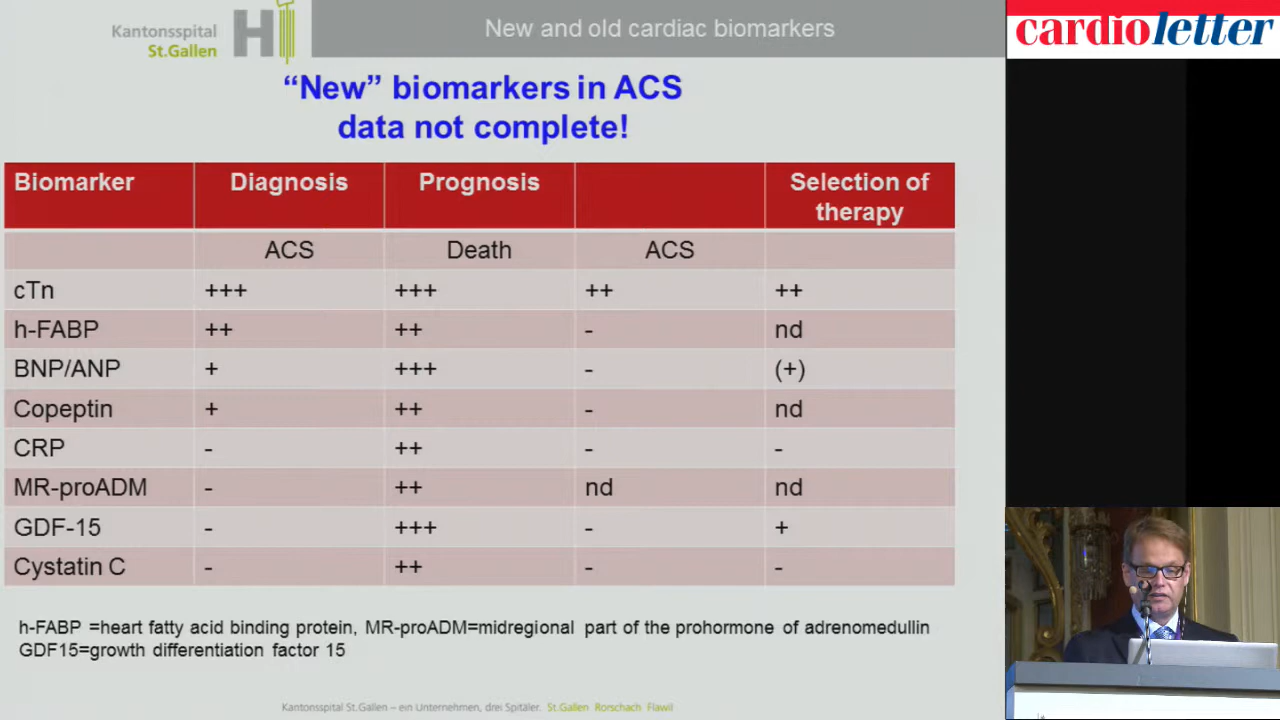 Kantonsspital
St.Gallen
New and old cardiac biomarkers
cardioletter
“New” biomarkers in ACS
data not complete!
Biomarker Diagnosis Prognosis Selection of therapy
ACS Death ACS
cTn +++ +++ ++ ++
h-FABP ++ ++ - nd
BNP/ANP + +++ - (+)
Copeptin + ++ - nd
CRP - ++ - -
MR-proADM - ++ nd nd
GDF-15 - +++ - +
Cystatin C - ++ - -
h-FABP =heart fatty acid binding protein, MR-proADM=midregional part of the prohormone of adrenomedullin
GDF15=growth differentiation factor 15
Kantonsspital St.Gallen – ein Unternehmen, drei Spitäler. St.Gallen Rorschach Flawil